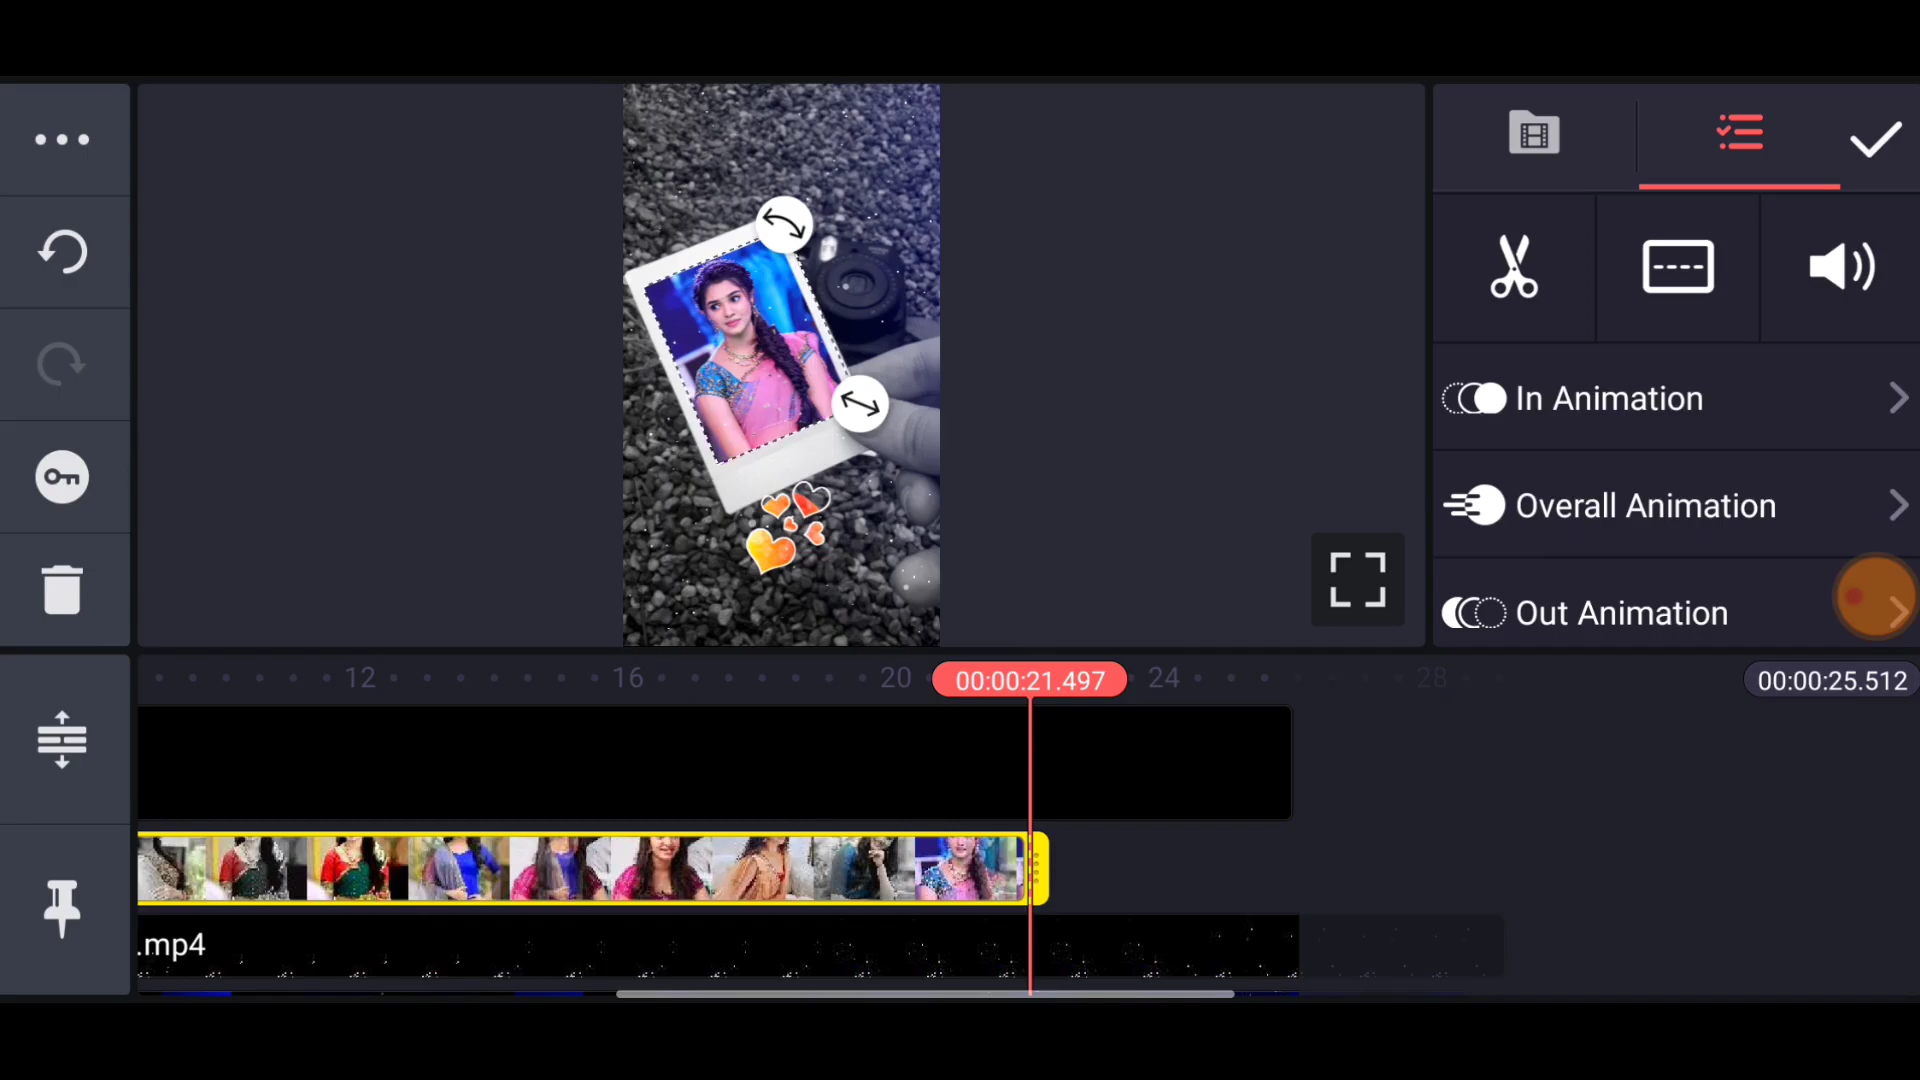 In Animation
Overall Animation
Out Animation
12
16
20
00:00:21.497
24
28
00:00:25.512
.mp4